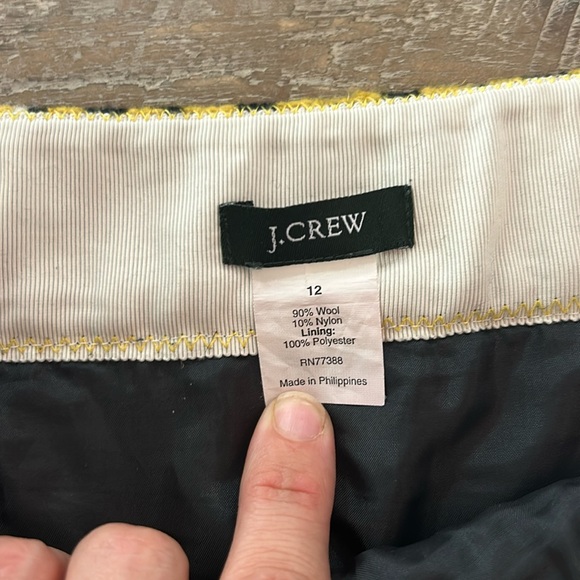 J.CREW
12
90% Wool
10% Nylon
Lining:
100% Polyester
RN77388
Made in Philippines